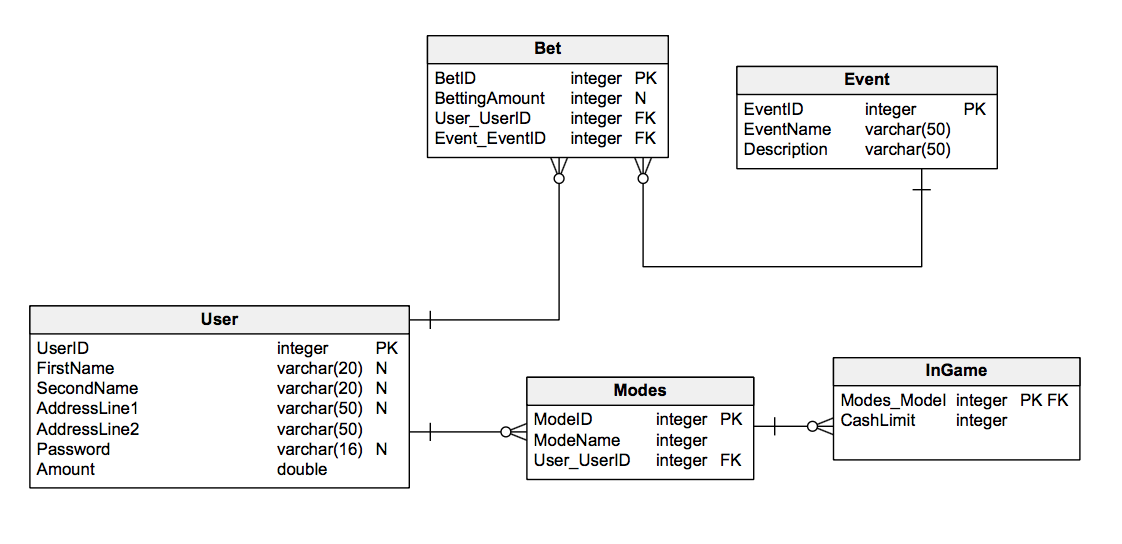 Bet
BetID integer PK
BettingAmount integer N
User_UserID integer FK
Event_EventID integer FK
Event
EventID integer PK
EventName varchar(50)
Description varchar(50)
User
UserID integer PK
FirstName varchar(20) N
SecondName varchar(20) N
AddressLine1 varchar(50) N
AddressLine2 varchar(50)
Password varchar(16) N
Amount double
Modes
ModeID integer PK
ModeName integer
User_UserID integer FK
InGame
Modes_ModeI integer PK FK
CashLimit integer